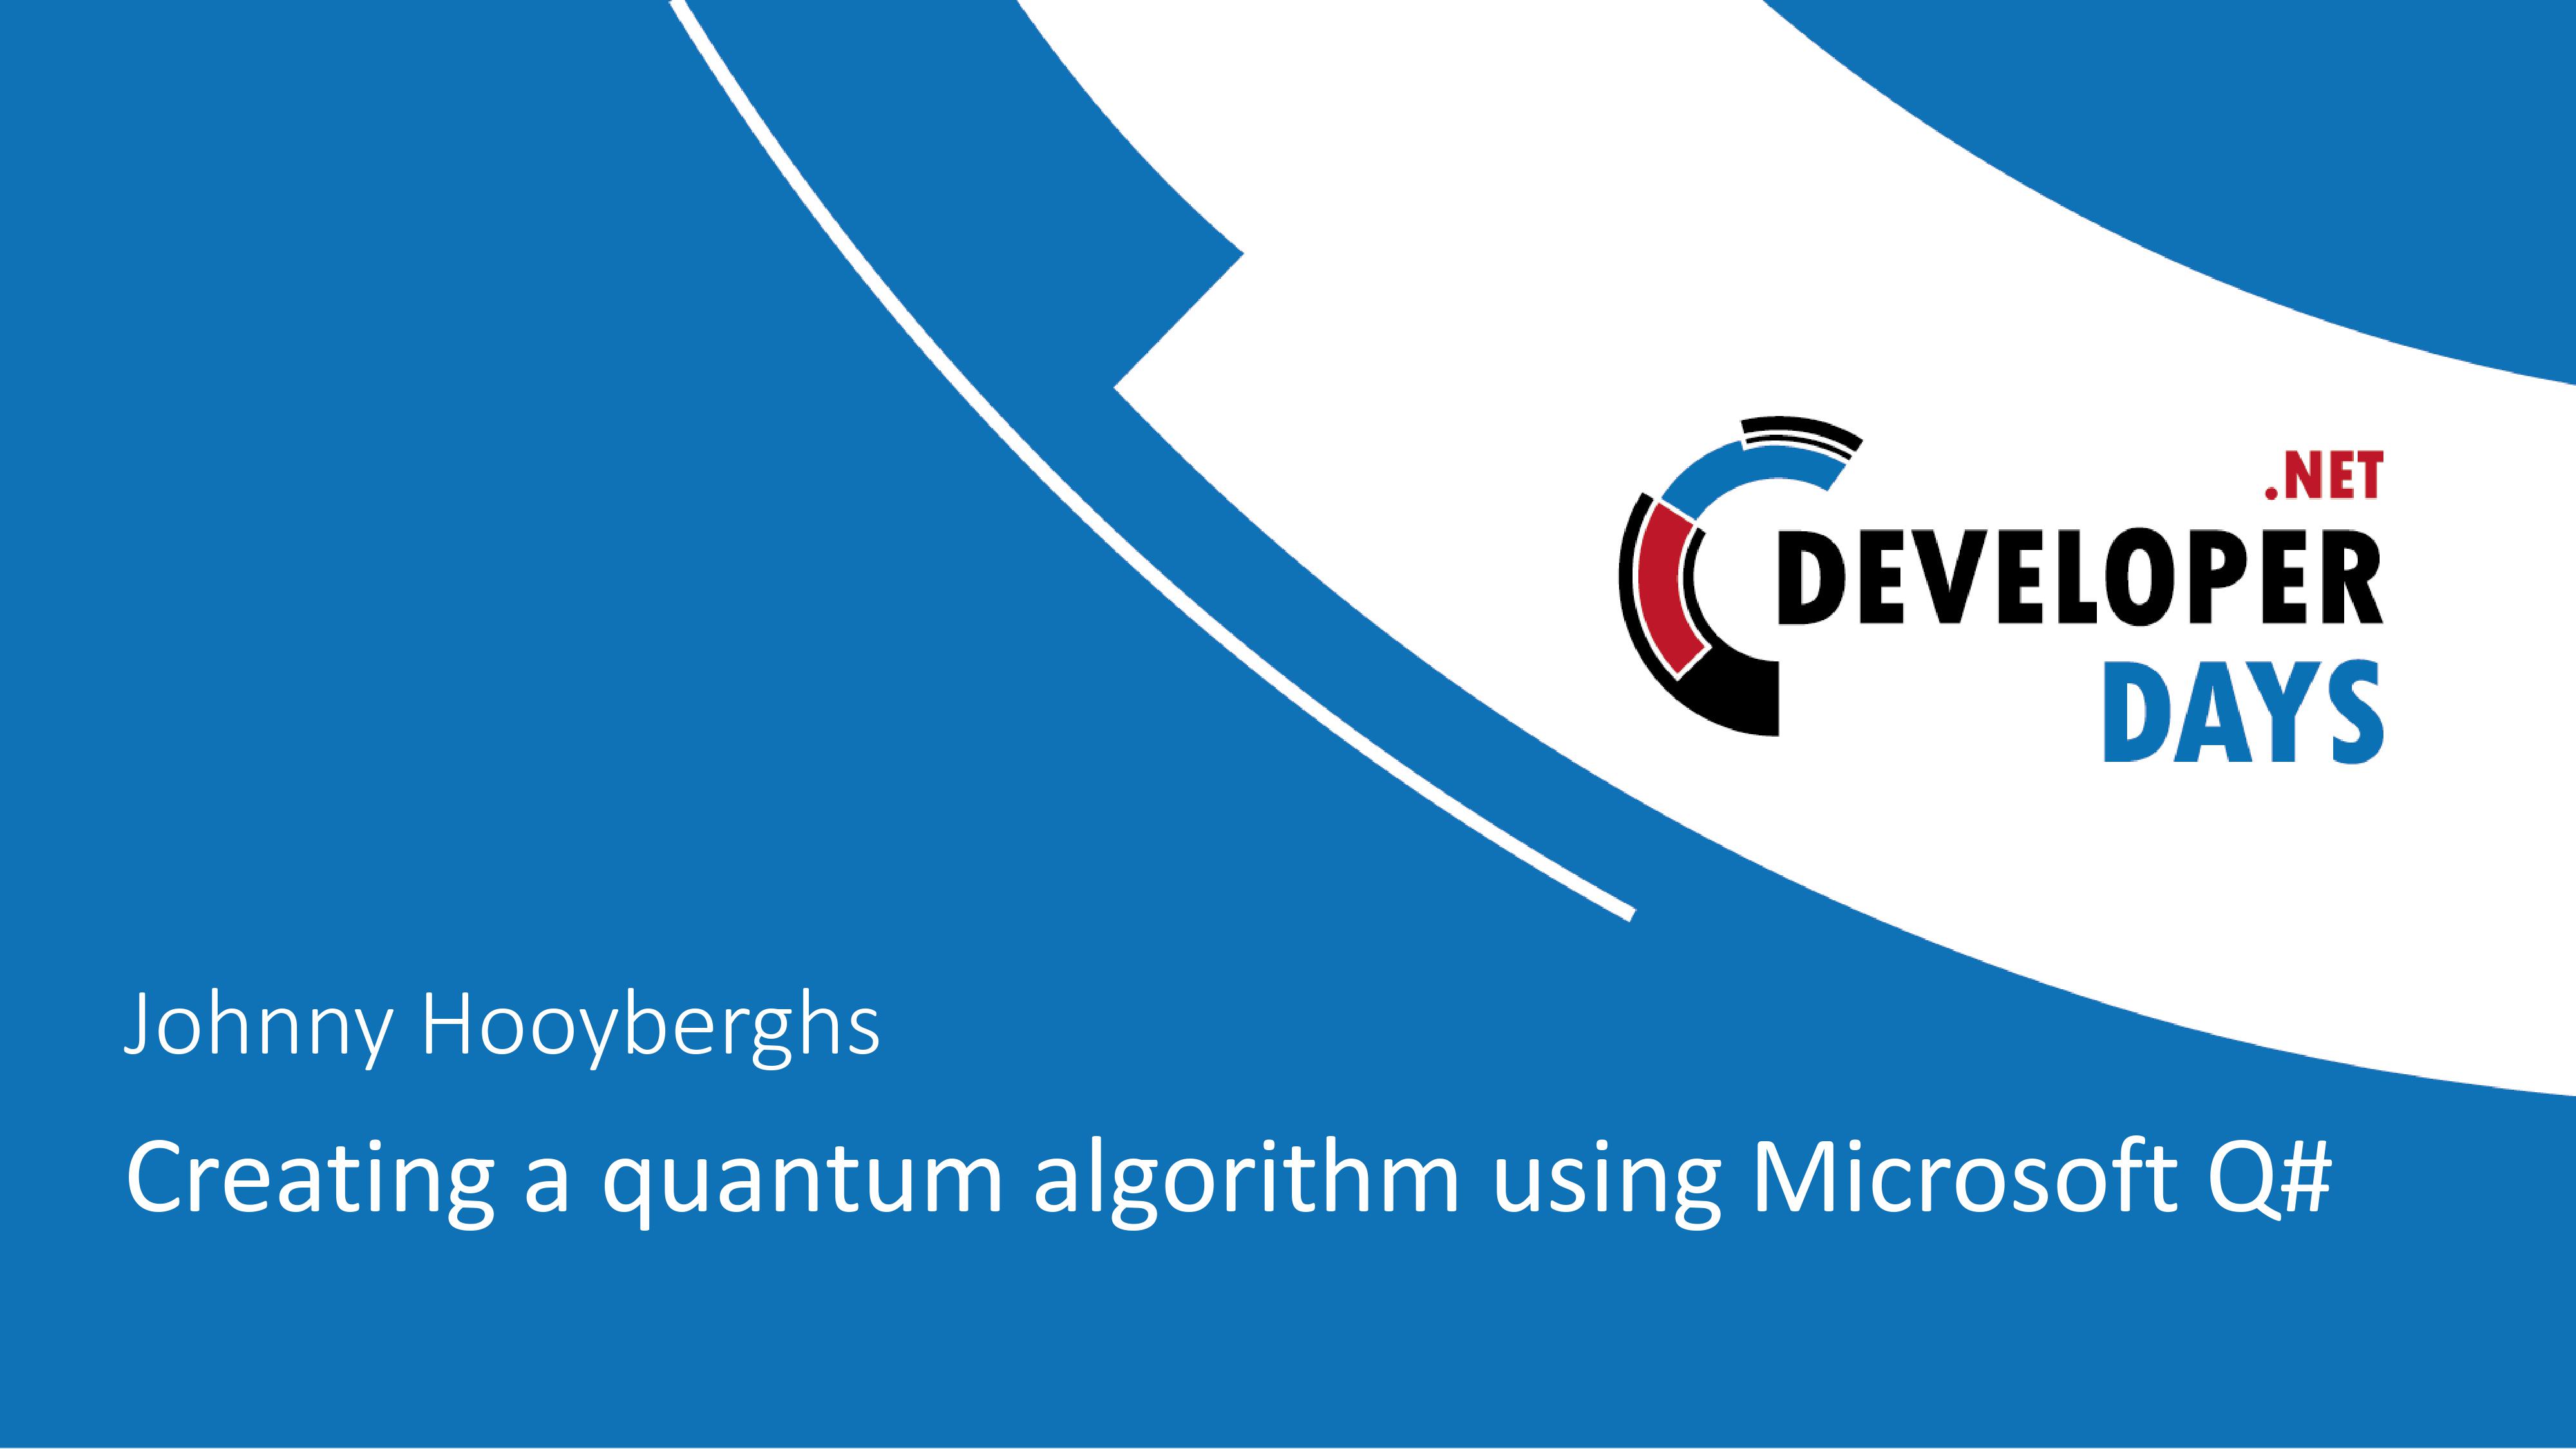 .NET
DEVELOPER
DAYS
Johnny Hooyberghs
Creating a quantum algorithm using Microsoft Q#